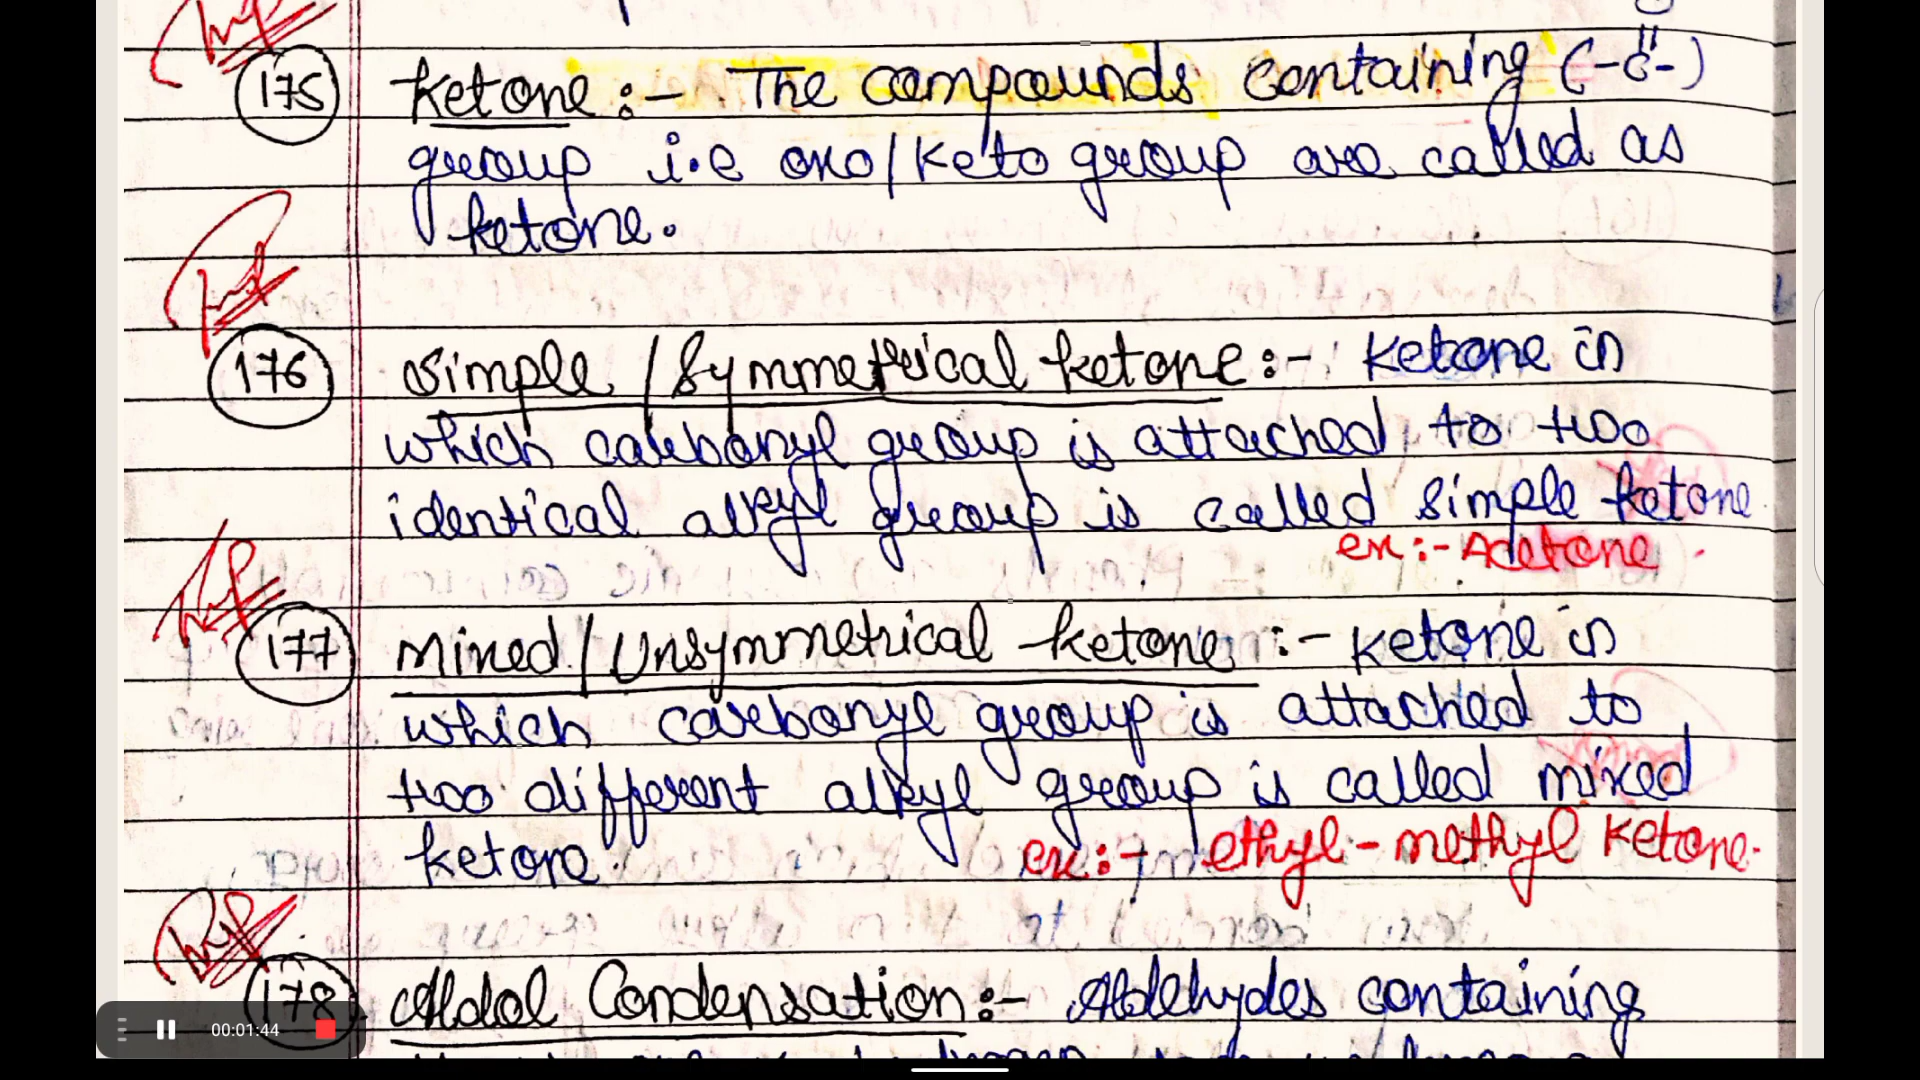 175 Ketone :- The compounds containing (-C-)
group i.e oxo/keto group are called as
ketone.
176 Simple/Symmetrical ketone :- Ketone in
which carbonyl group is attached to two
identical alkyl group is called simple ketone.
ex :- Acetone.
177 Mixed/Unsymmetrical ketone :- Ketone in
which carbonyl group is attached to
two different alkyl group is called mixed
ketone. ex :- ethyl-methyl ketone.
178 Aldol Condensation :- Aldehydes containing
00:01:44